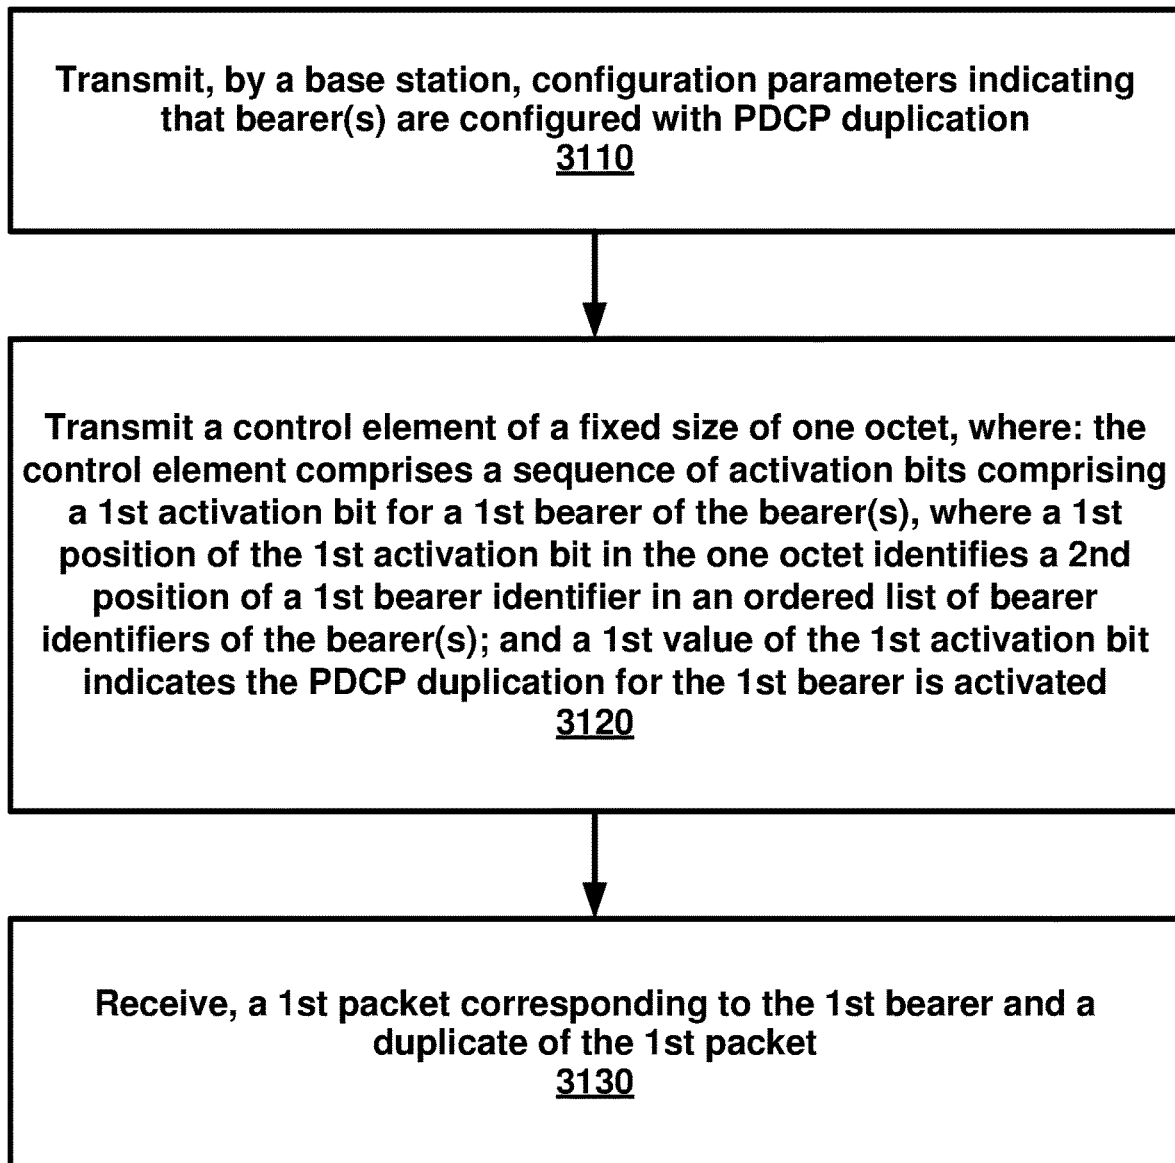 Transmit, by a base station, configuration parameters indicating
that bearer(s) are configured with PDCP duplication
3110
Transmit a control element of a fixed size of one octet, where: the
control element comprises a sequence of activation bits comprising
a 1st activation bit for a 1st bearer of the bearer(s), where a 1st
position of the 1st activation bit in the one octet identifies a 2nd
position of a 1st bearer identifier in an ordered list of bearer
identifiers of the bearer(s); and a 1st value of the 1st activation bit
indicates the PDCP duplication for the 1st bearer is activated
3120
Receive, a 1st packet corresponding to the 1st bearer and a
duplicate of the 1st packet
3130